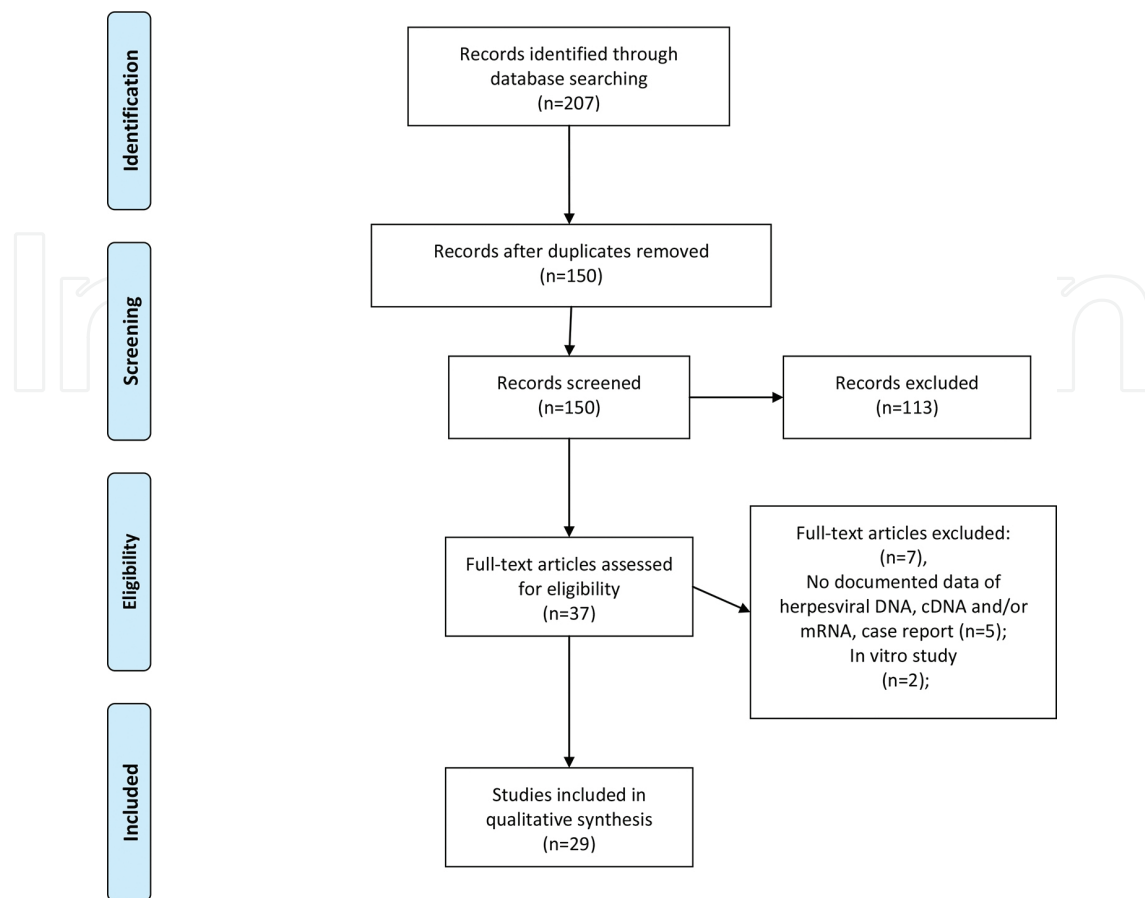 Identification
Records identified through
database searching
(n=207)
Records after duplicates removed
(n=150)
Screening
Records screened
(n=150)
Records excluded
(n=113)
Eligibility
Full-text articles assessed
for eligibility
(n=37)
Full-text articles excluded:
(n=7),
No documented data of
herpesviral DNA, cDNA and/or
mRNA, case report (n=5);
In vitro study
(n=2);
Included
Studies included in
qualitative synthesis
(n=29)